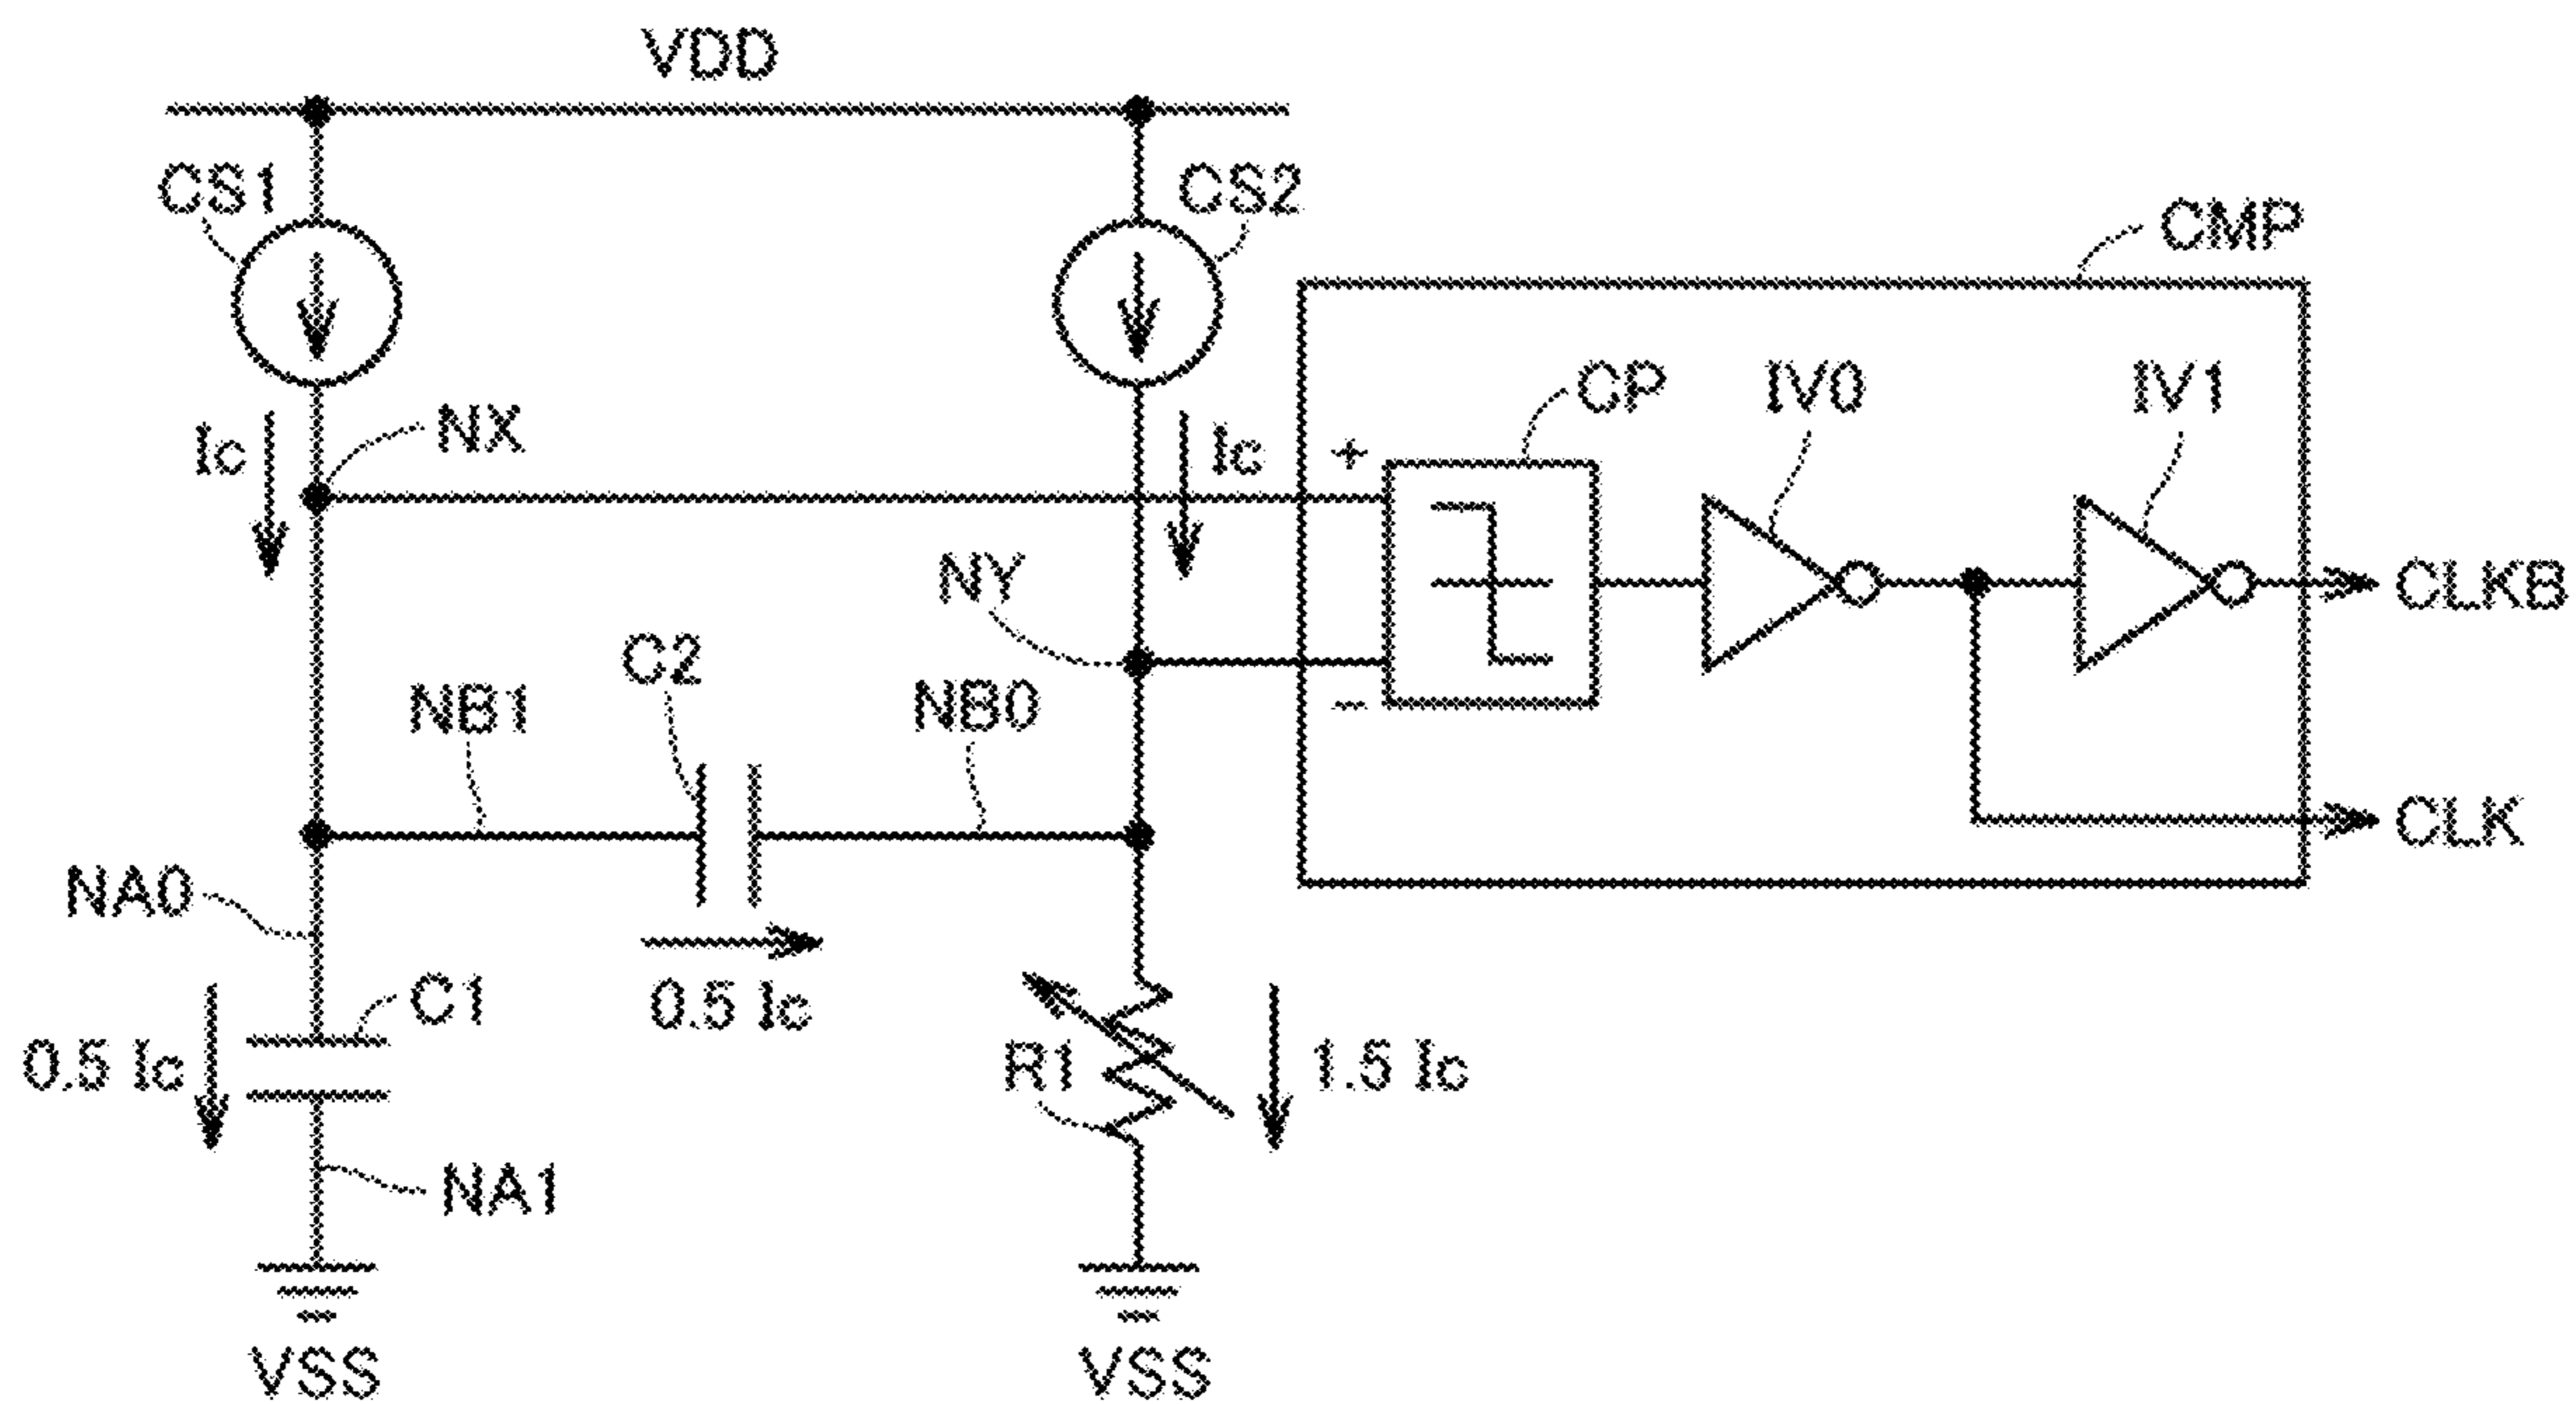 VDD
CS1
CS2
CMP
CP
IV0
IV1
Ic
NX
Ic
+
NY
CLKB
C2
NB1
NB0
-
CLK
NA0
C1
0.5 Ic
0.5 Ic
R1
1.5 Ic
NA1
VSS
VSS